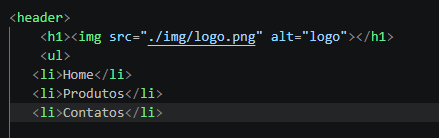 <header>
<h1><img src="./img/logo.png" alt="logo"></h1>
<ul>
<li>Home</li>
<li>Produtos</li>
<li>Contatos</li>